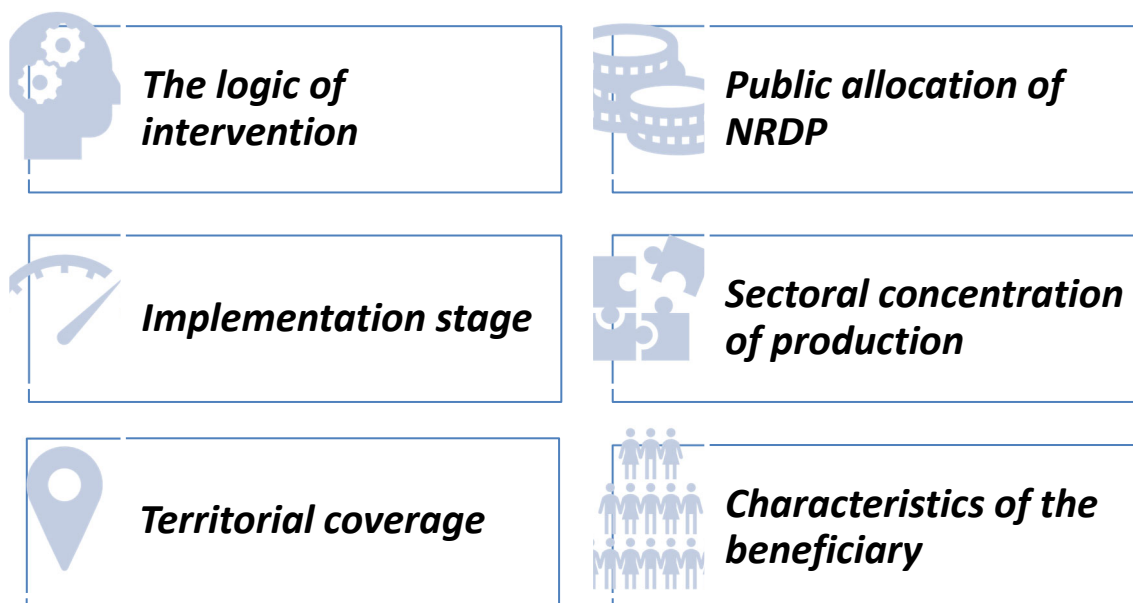 The logic of
intervention
Public allocation of
NRDP
Implementation stage
Sectoral concentration
of production
Territorial coverage
Characteristics of the
beneficiary